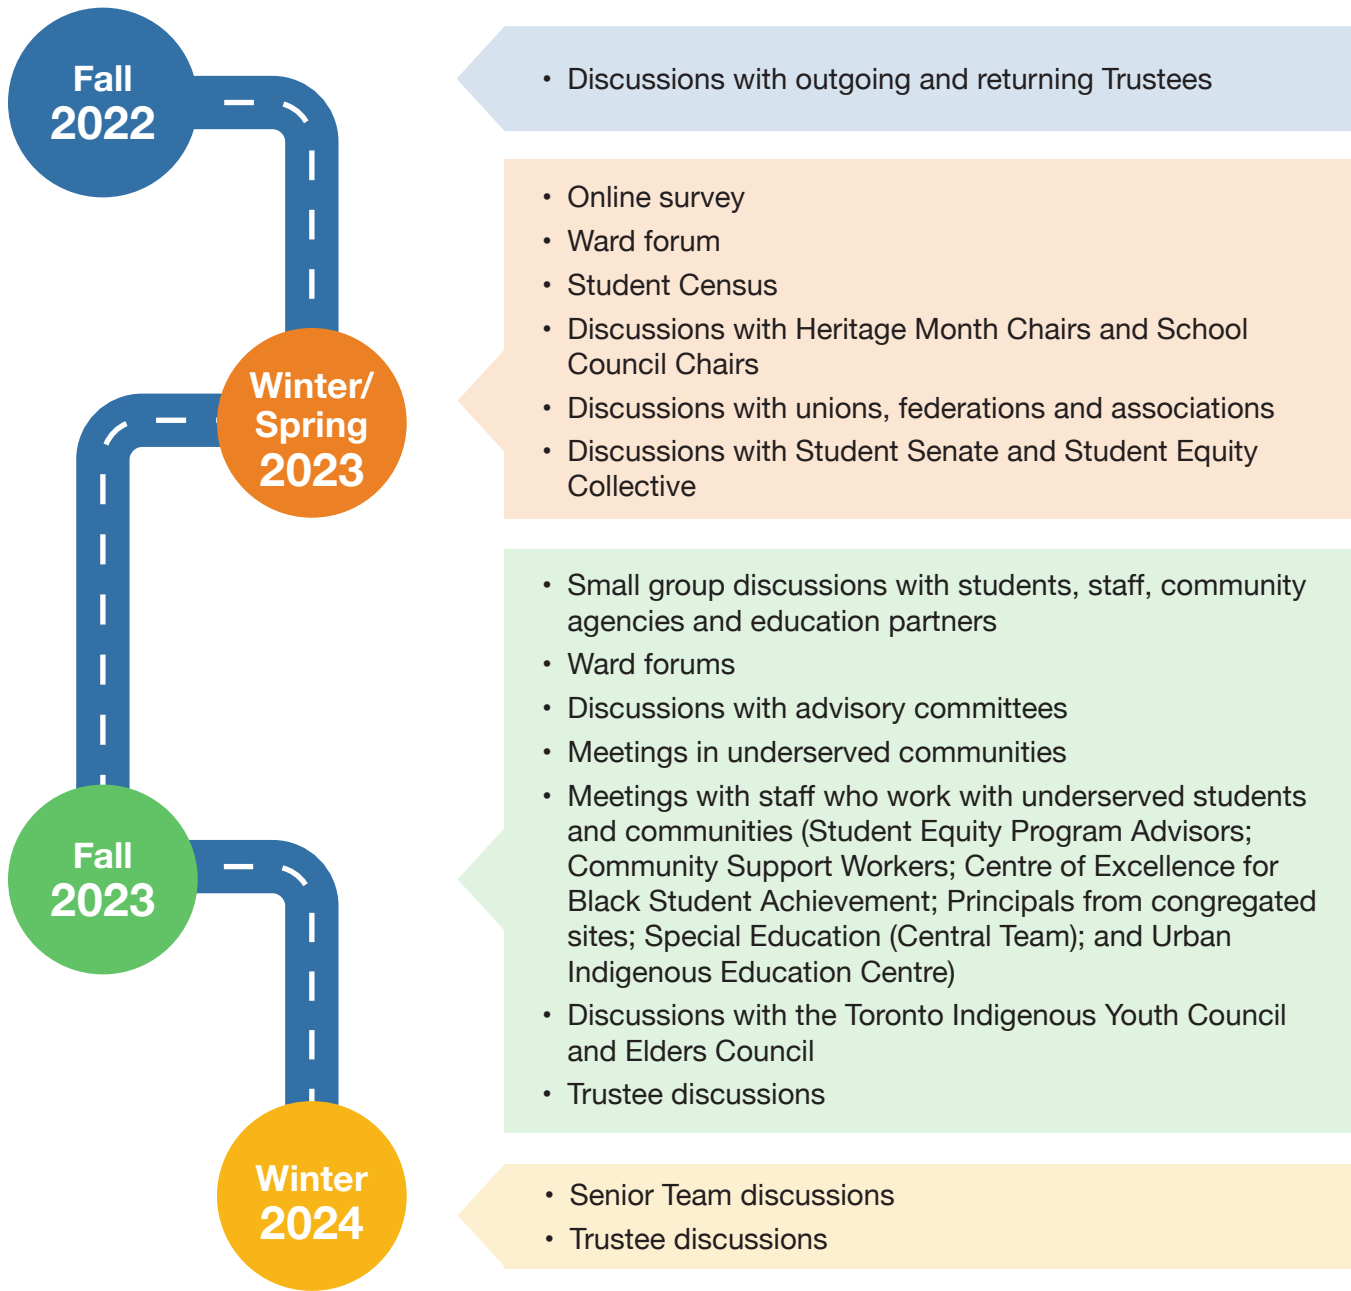 Fall
2022
• Discussions with outgoing and returning Trustees
Winter/
Spring
2023
• Online survey
• Ward forum
• Student Census
• Discussions with Heritage Month Chairs and School
Council Chairs
• Discussions with unions, federations and associations
• Discussions with Student Senate and Student Equity
Collective
Fall
2023
• Small group discussions with students, staff, community
agencies and education partners
• Ward forums
• Discussions with advisory committees
• Meetings in underserved communities
• Meetings with staff who work with underserved students
and communities (Student Equity Program Advisors;
Community Support Workers; Centre of Excellence for
Black Student Achievement; Principals from congregated
sites; Special Education (Central Team); and Urban
Indigenous Education Centre)
• Discussions with the Toronto Indigenous Youth Council
and Elders Council
• Trustee discussions
Winter
2024
• Senior Team discussions
• Trustee discussions